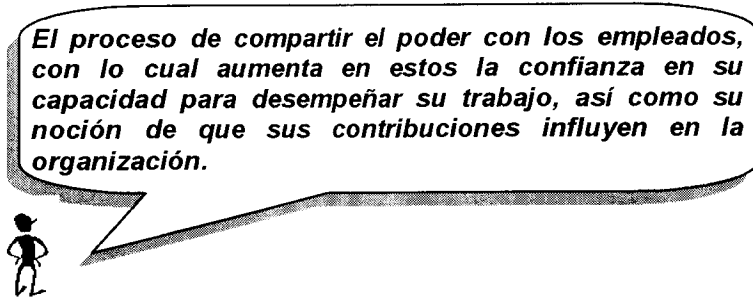 El proceso de compartir el poder con los empleados,
con lo cual aumenta en estos la confianza en su
capacidad para desempeñar su trabajo, así como su
noción de que sus contribuciones influyen en la
organización.